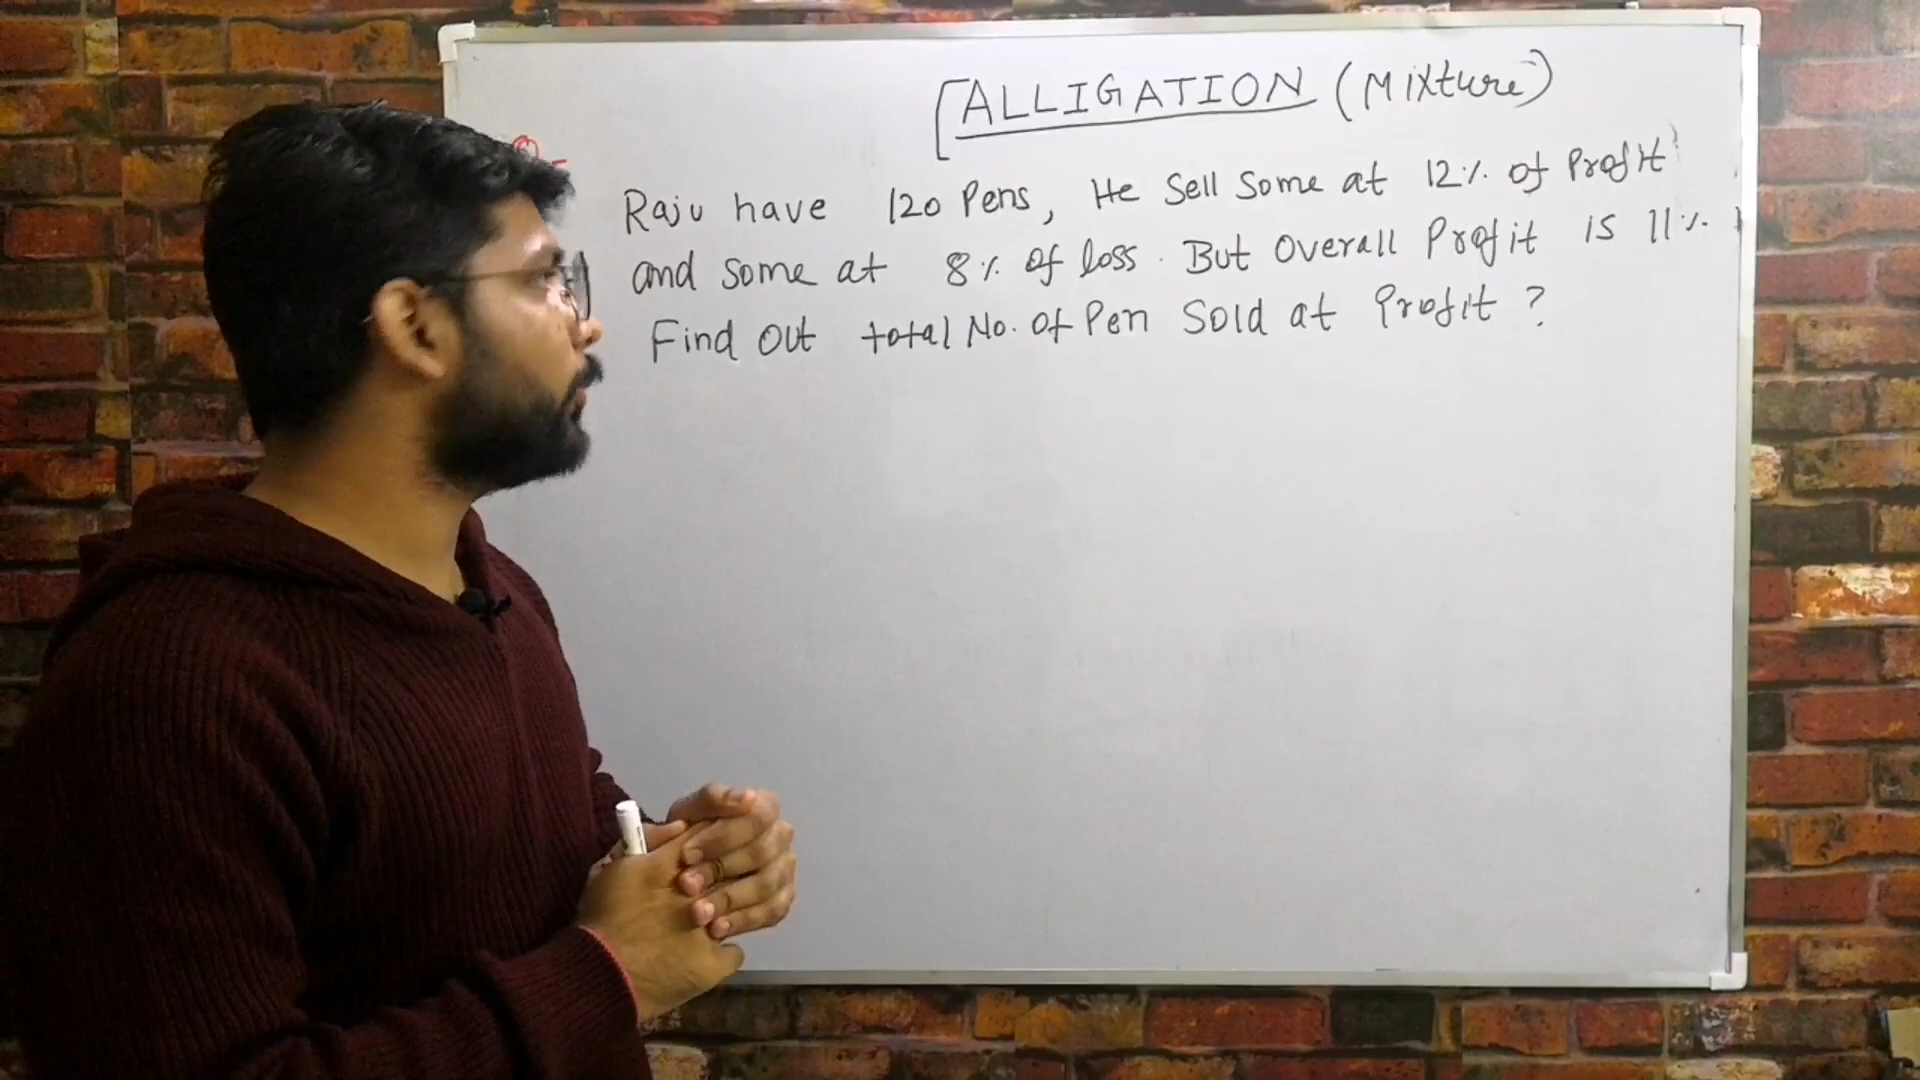 ALLIGATION (Mixture)
Raju have 120 Pens, He Sell Some at 12% of Profit
and some at 8% of loss. But Overall Profit is 11%
Find Out total No. of Pen Sold at Profit ?